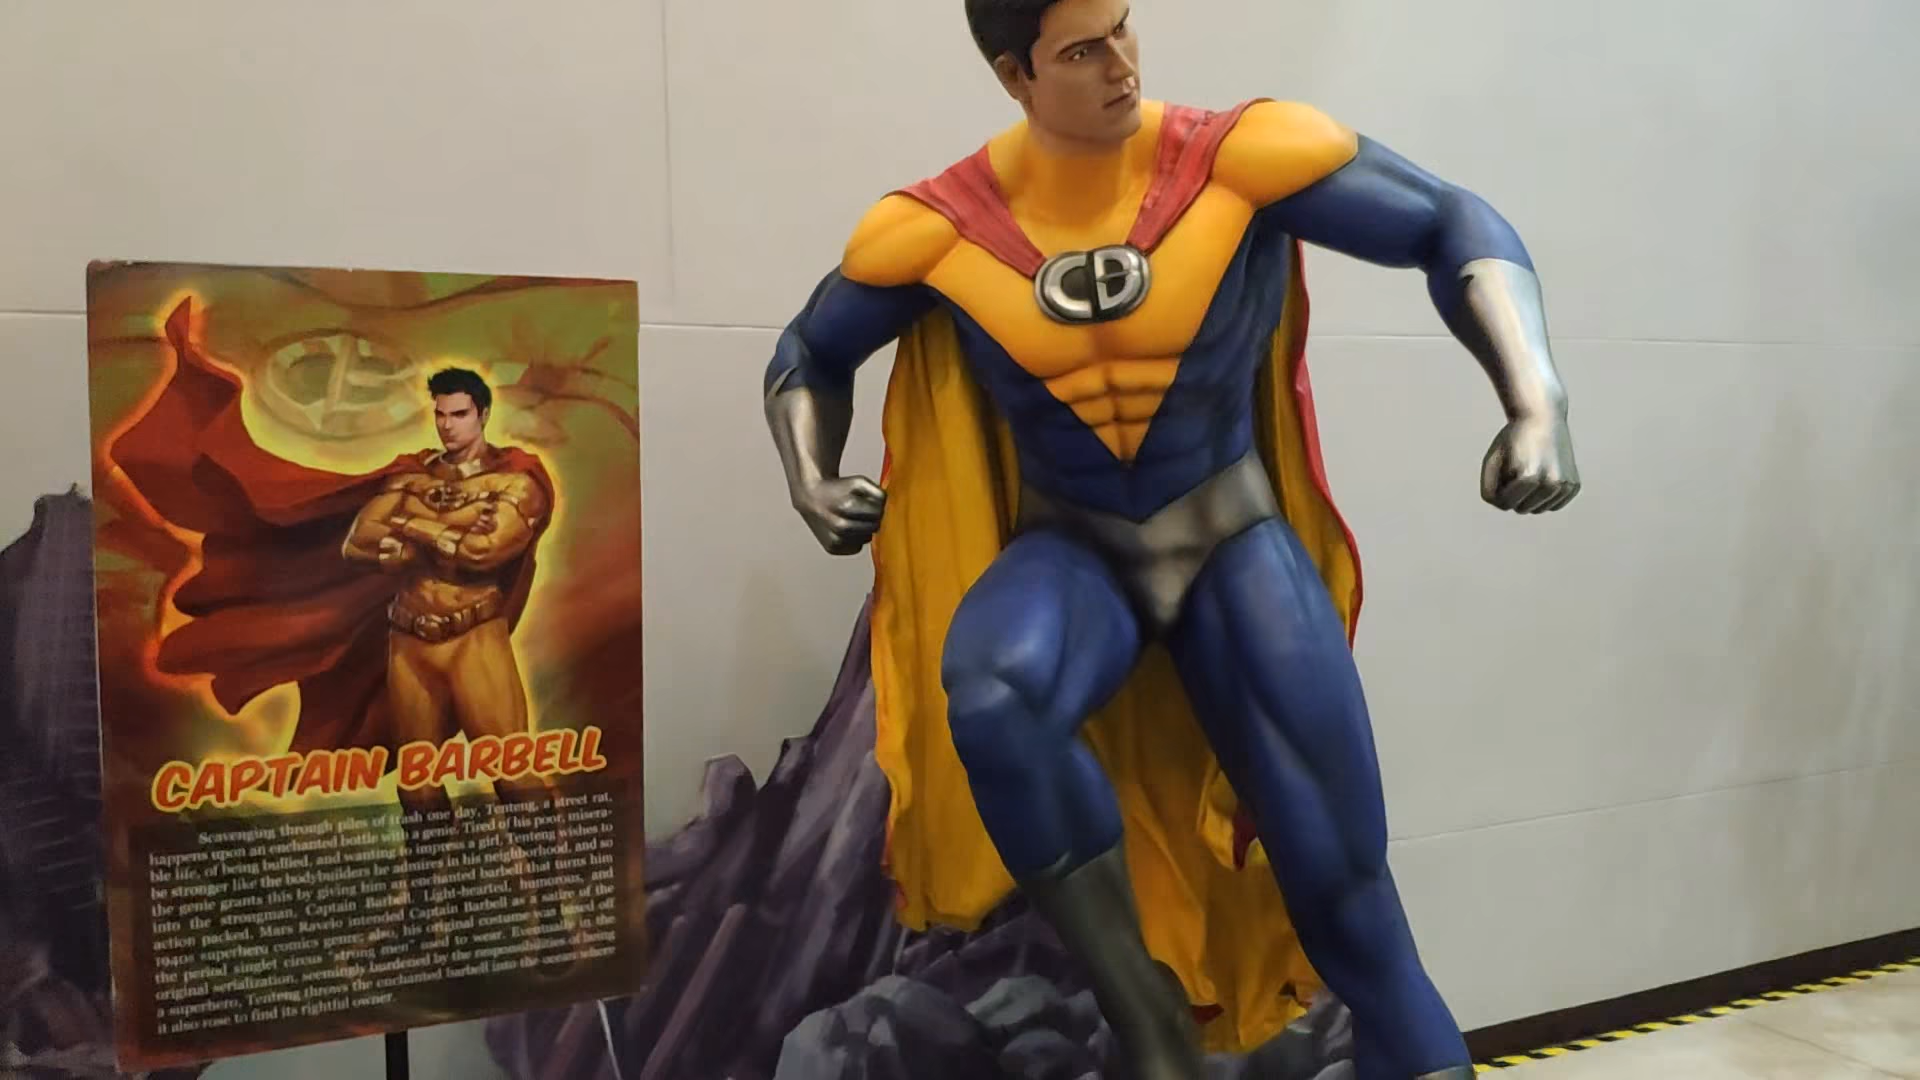 CB
CAPTAIN BARBELL
Scavenging through piles of trash one day, Tenteng, a street rat,
happens upon an enchanted bottle with a genie. Tired of his poor, misera-
ble life, of being bullied, and wanting to impress a girl, Tenteng wishes to
be stronger like the bodybuilders he admires in his neighborhood, and so
the genie grants this by giving him an enchanted barbell that turns him
into the strongman, Captain Barbell. Light-hearted, humorous, and
action packed, Mars Ravelo intended Captain Barbell as a satire of the
1940s superhero comics genre; also, his original costume was based off
the period singlet circus "strong men" used to wear. Eventually in the
original serialization, seemingly burdened by the responsibilities of being
a superhero, Tenteng throws the enchanted barbell into the ocean where
it also rose to find its rightful owner.